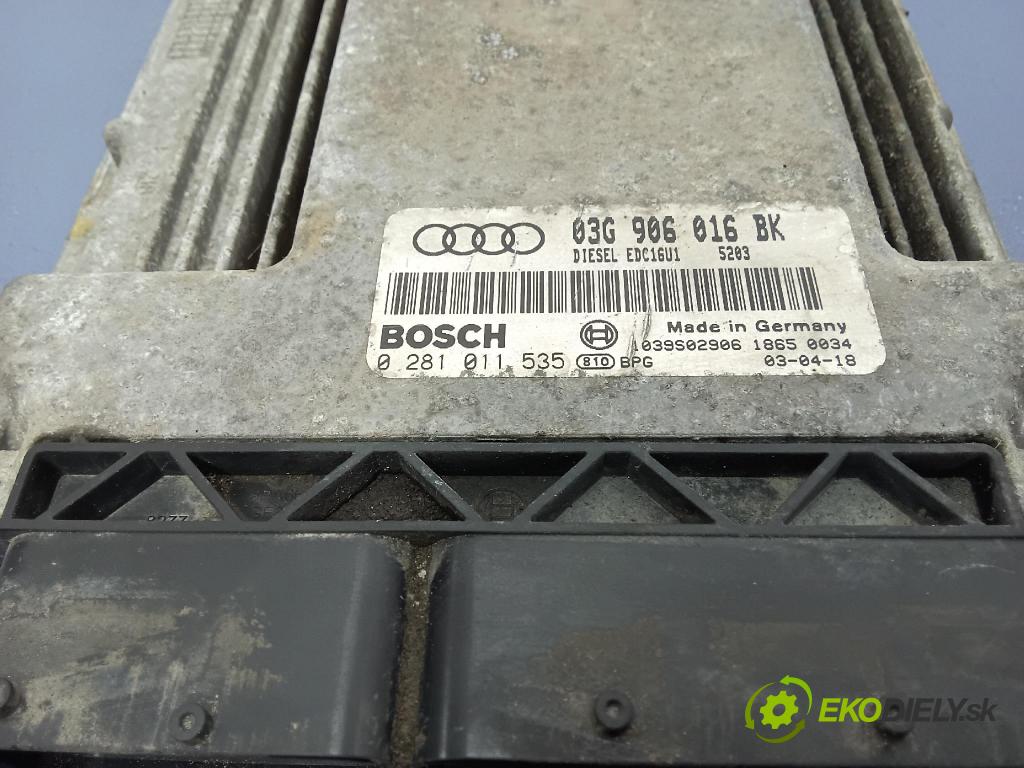 03G 906 016 BK
DIESEL EDC16U1 5203
BOSCH Made in Germany
1039S02906 1865 0034
0 281 011 535 810 BPG 03-04-18
EKODIELY.sk